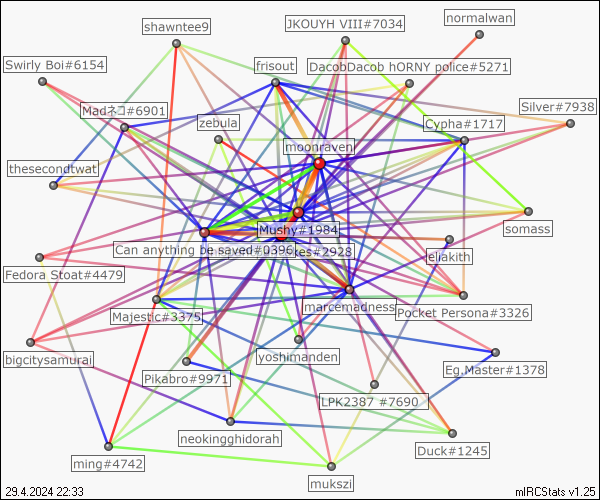 normalwan
JKOUYH VIII#7034
shawntee9
Swirly Boi#6154
frisout
DacobDacob hORNY police#5271
Madネコ#6901
Silver#7938
zebula
Cypha#1717
moonraven
thesecondtwat
somass
Mushy#1984
Can anything be saved#0396
kes#2928
eliakith
Fedora Stoat#4479
marcemadness
Pocket Persona#3326
Majestic#3375
bigcitysamurai
yoshimanden
Eg.Master#1378
Pikabro#9971
LPK2387 #7690
neokingghidorah
Duck#1245
ming#4742
mukszi
29.4.2024 22:33
mIRCStats v1.25